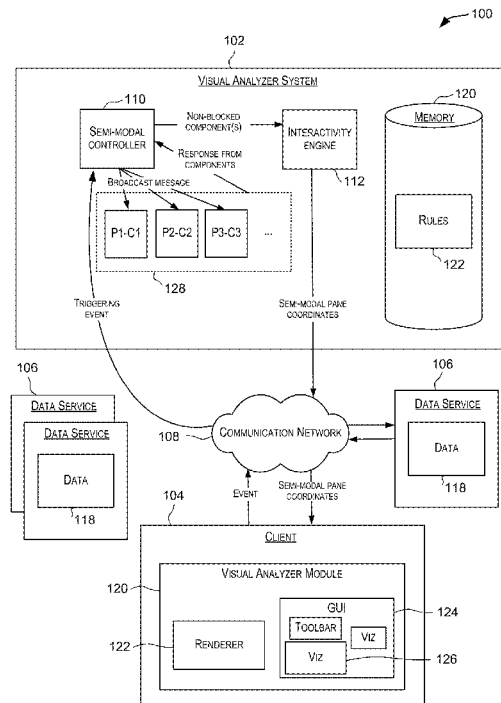 100
102
VISUAL ANALYZER SYSTEM
110
SEMI-MODAL
CONTROLLER
NON-BLOCKED
COMPONENT(S)
RESPONSE FROM
COMPONENTS
BROADCAST MESSAGE
INTERACTIVITY
ENGINE
112
120
MEMORY
RULES
122
P1-C1
P2-C2
P3-C3
...
128
TRIGGERING
EVENT
SEMI-MODAL PANE
COORDINATES
106
DATA SERVICE
DATA SERVICE
DATA
118
108
COMMUNICATION NETWORK
106
DATA SERVICE
DATA
118
EVENT
SEMI-MODAL PANE
COORDINATES
104
CLIENT
120
VISUAL ANALYZER MODULE
122
RENDERER
GUI
124
TOOLBAR
VIZ
VIZ
126